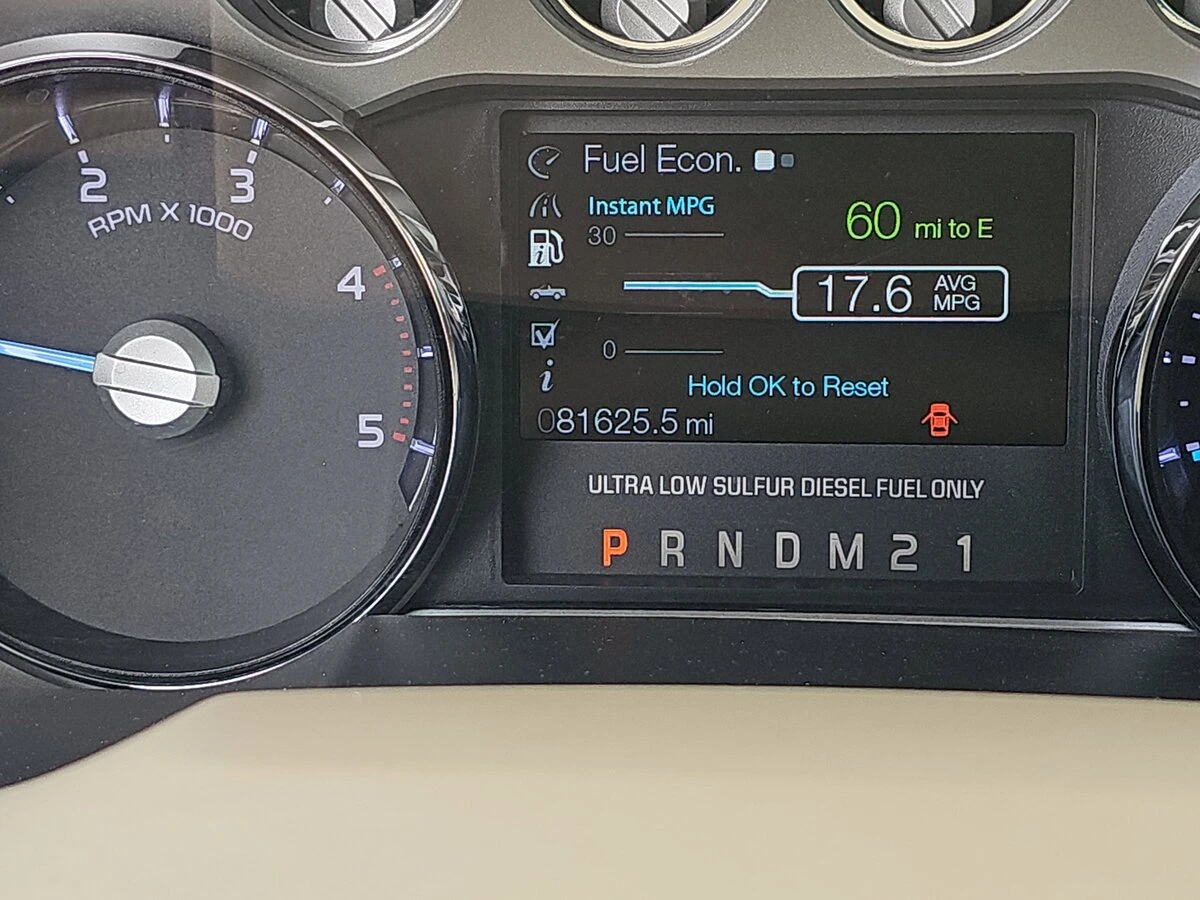 2
3
RPM X 1000
4
5
Fuel Econ.
Instant MPG
30
60 mi to E
17.6 AVG MPG
0
Hold OK to Reset
081625.5 mi
ULTRA LOW SULFUR DIESEL FUEL ONLY
P R N D M 2 1